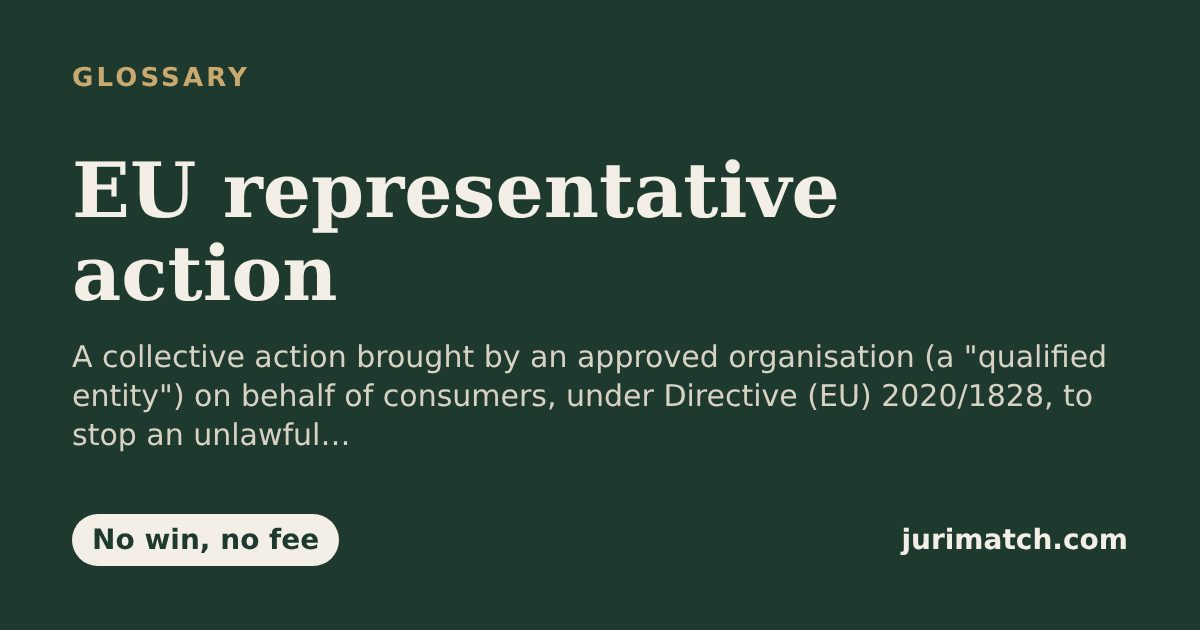 GLOSSARY
EU representative
action
A collective action brought by an approved organisation (a "qualified
entity") on behalf of consumers, under Directive (EU) 2020/1828, to
stop an unlawful…
No win, no fee
jurimatch.com